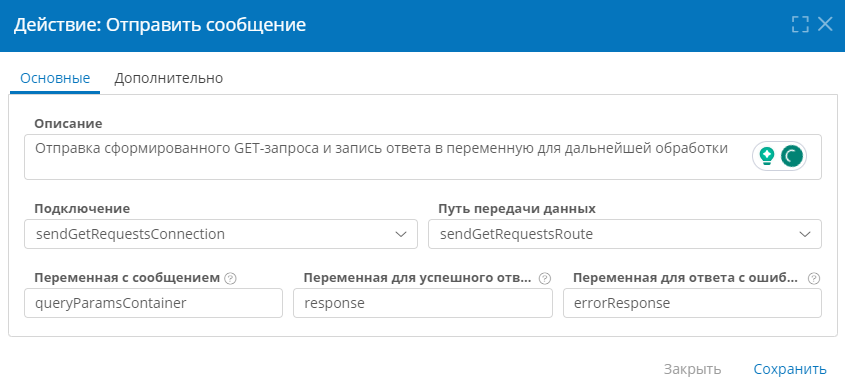 Действие: Отправить сообщение
Основные Дополнительно
Описание
Отправка сформированного GET-запроса и запись ответа в переменную для дальнейшей обработки
Подключение Путь передачи данных
sendGetRequestsConnection sendGetRequestsRoute
Переменная с сообщением ? Переменная для успешного отв... ? Переменная для ответа с ошиб... ?
queryParamsContainer response errorResponse
Закрыть Сохранить